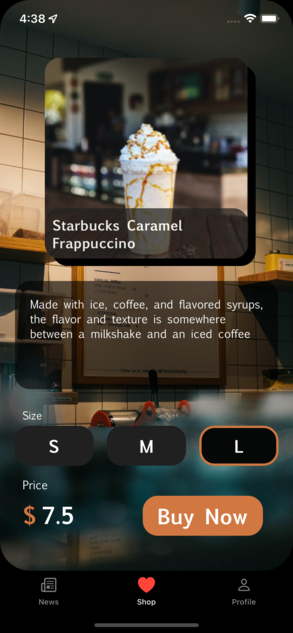 4:38
Starbucks Caramel
Frappuccino
Made with ice, coffee, and flavored syrups,
the flavor and texture is somewhere
between a milkshake and an iced coffee
Size
S M L
Price
$ 7.5 Buy Now
News Shop Profile